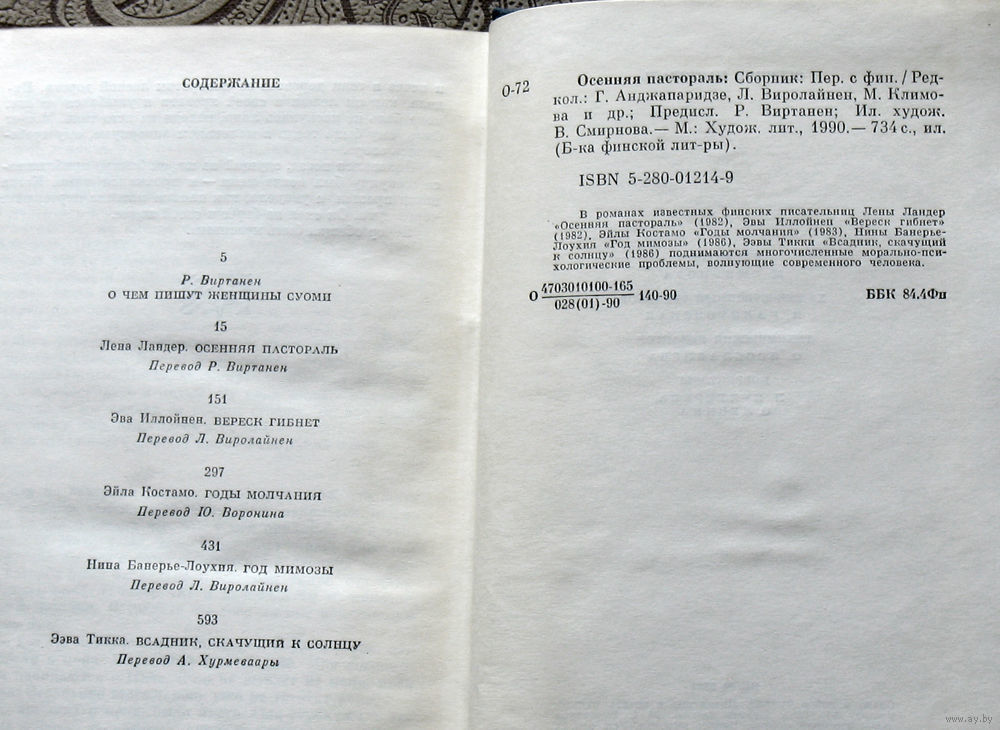 СОДЕРЖАНИЕ
5
Р. Виртанен
О ЧЕМ ПИШУТ ЖЕНЩИНЫ СУОМИ
15
Лена Ландер. ОСЕННЯЯ ПАСТОРАЛЬ
Перевод Р. Виртанен
151
Эва Иллойнен. ВЕРЕСК ГИБНЕТ
Перевод Л. Виролайнен
297
Эйла Костамо. ГОДЫ МОЛЧАНИЯ
Перевод Ю. Воронина
431
Нина Банерье-Лоухия. ГОД МИМОЗЫ
Перевод Л. Виролайнен
593
Ээва Тикка. ВСАДНИК, СКАЧУЩИЙ К СОЛНЦУ
Перевод А. Хурмеваары
О-72
Осенняя пастораль: Сборник: Пер. с фин. / Ред-
кол.: Г. Анджапаридзе, Л. Виролайнен, М. Климо-
ва и др.; Предисл. Р. Виртанен; Ил. худож.
В. Смирнова.— М.: Худож. лит., 1990.— 734 с., ил.
(Б-ка финской лит-ры).
ISBN 5-280-01214-9
В романах известных финских писательниц Лены Ландер
«Осенняя пастораль» (1982), Эвы Иллойнен «Вереск гибнет»
(1982), Эйлы Костамо «Годы молчания» (1983), Нины Банерье-
Лоухия «Год мимозы» (1986), Ээвы Тикки «Всадник, скачущий
к солнцу» (1986) поднимаются многочисленные морально-пси-
хологические проблемы, волнующие современного человека.
О 4703010100-165
028(01)-90 140-90
ББК 84.4Фи
www.ay.by